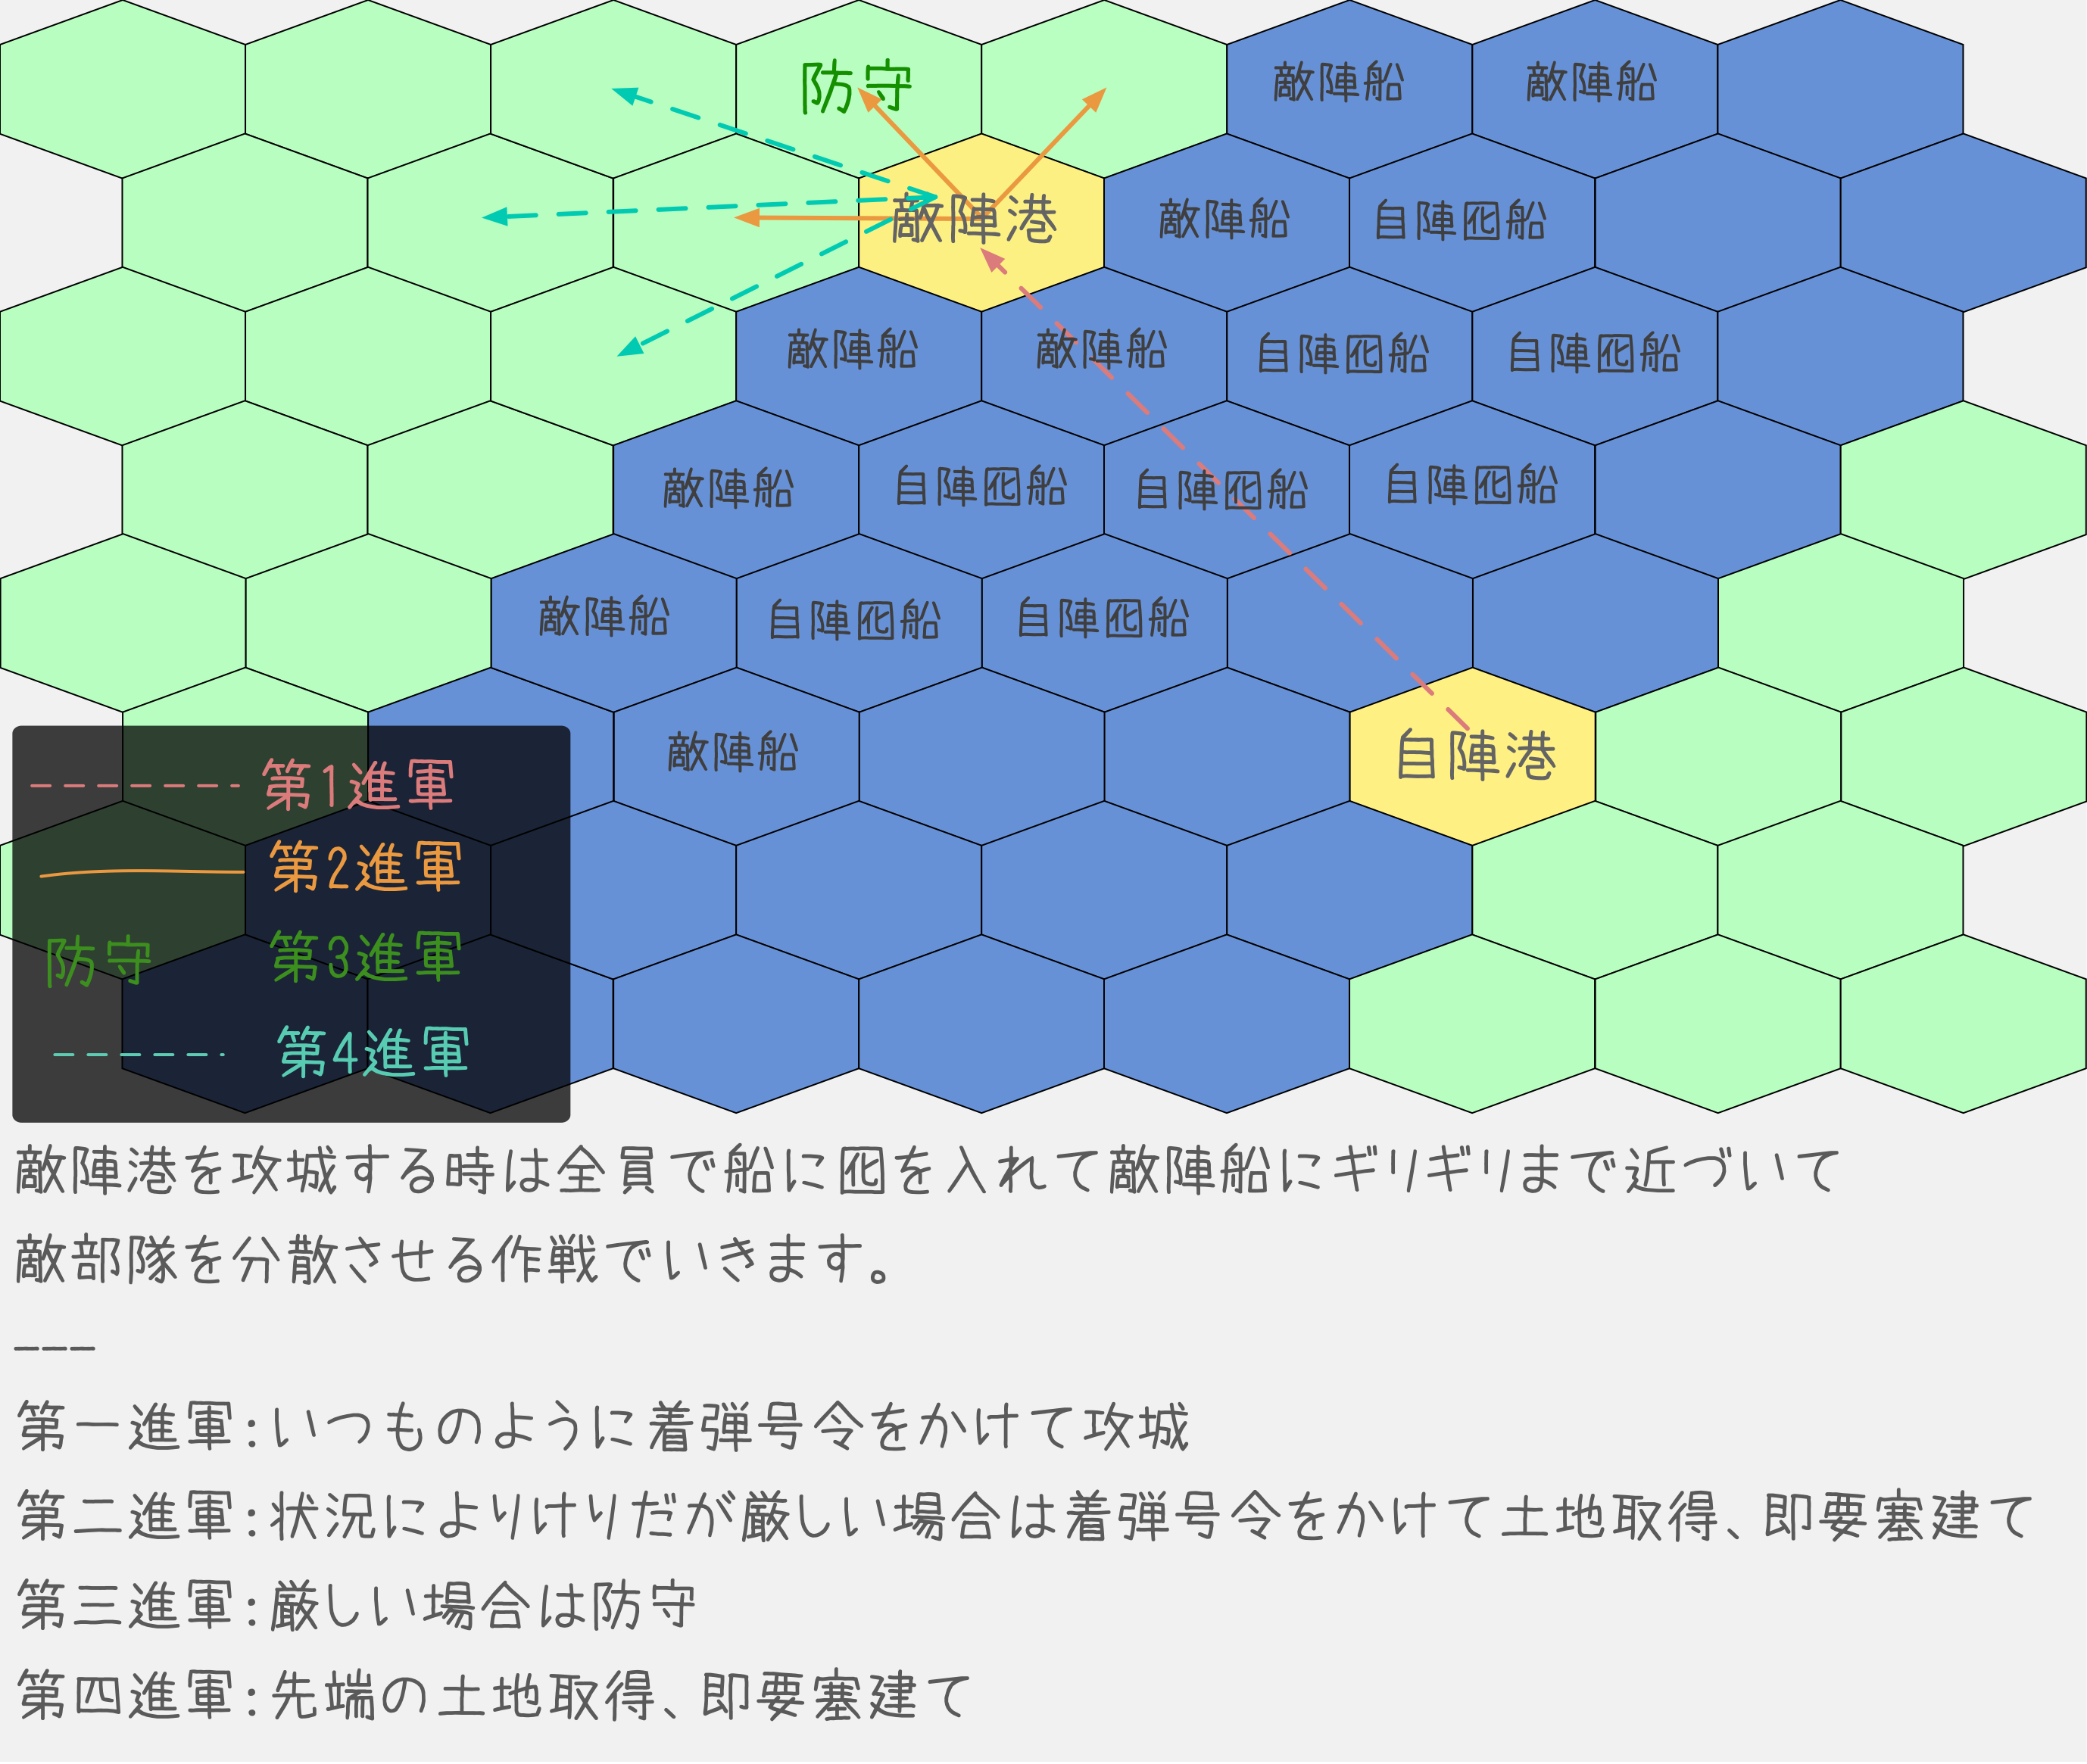 防守 敵陣船 敵陣船
敵陣港 敵陣船 自陣囮船
敵陣船 敵陣船 自陣囮船 自陣囮船
敵陣船 自陣囮船 自陣囮船 自陣囮船
敵陣船 自陣囮船 自陣囮船
敵陣船 自陣港
第1進軍
第2進軍
防守 第3進軍
第4進軍
敵陣港を攻城する時は全員で船に囮を入れて敵陣船にギリギリまで近づいて
敵部隊を分散させる作戦でいきます。
---
第一進軍:いつものように着弾号令をかけて攻城
第二進軍:状況によりけりだが厳しい場合は着弾号令をかけて土地取得、即要塞建て
第三進軍:厳しい場合は防守
第四進軍:先端の土地取得、即要塞建て